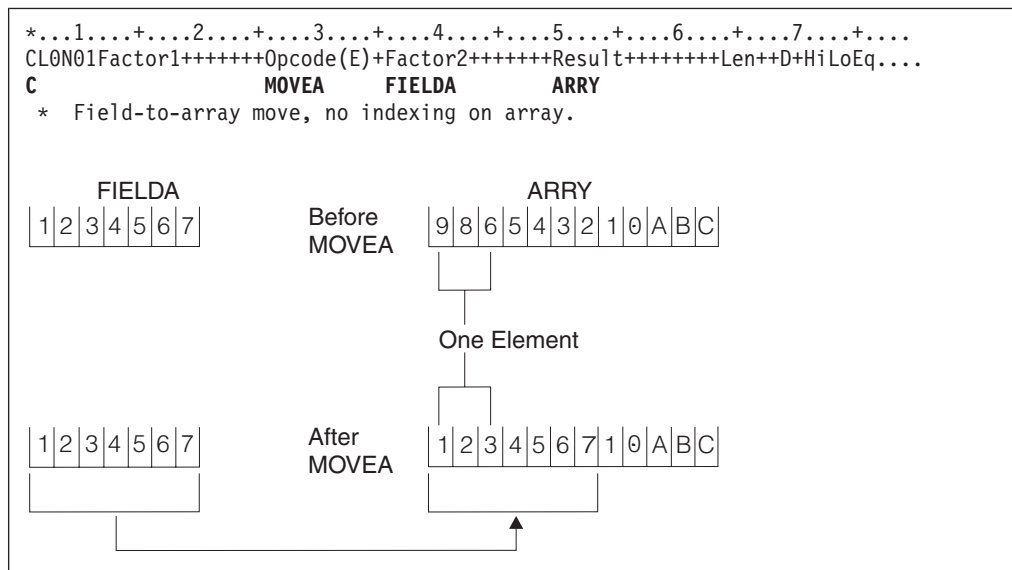 *...1....+....2....+....3....+....4....+....5....+....6....+....7....+....
CL0N01Factor1+++++++Opcode(E)+Factor2+++++++Result++++++++Len++D+HiLoEq....
C                   MOVEA     FIELDA        ARRY
 *  Field-to-array move, no indexing on array.
FIELDA ARRY
1 2 3 4 5 6 7 Before MOVEA 9 8 6 5 4 3 2 1 0 A B C
One Element
1 2 3 4 5 6 7 After MOVEA 1 2 3 4 5 6 7 1 0 A B C